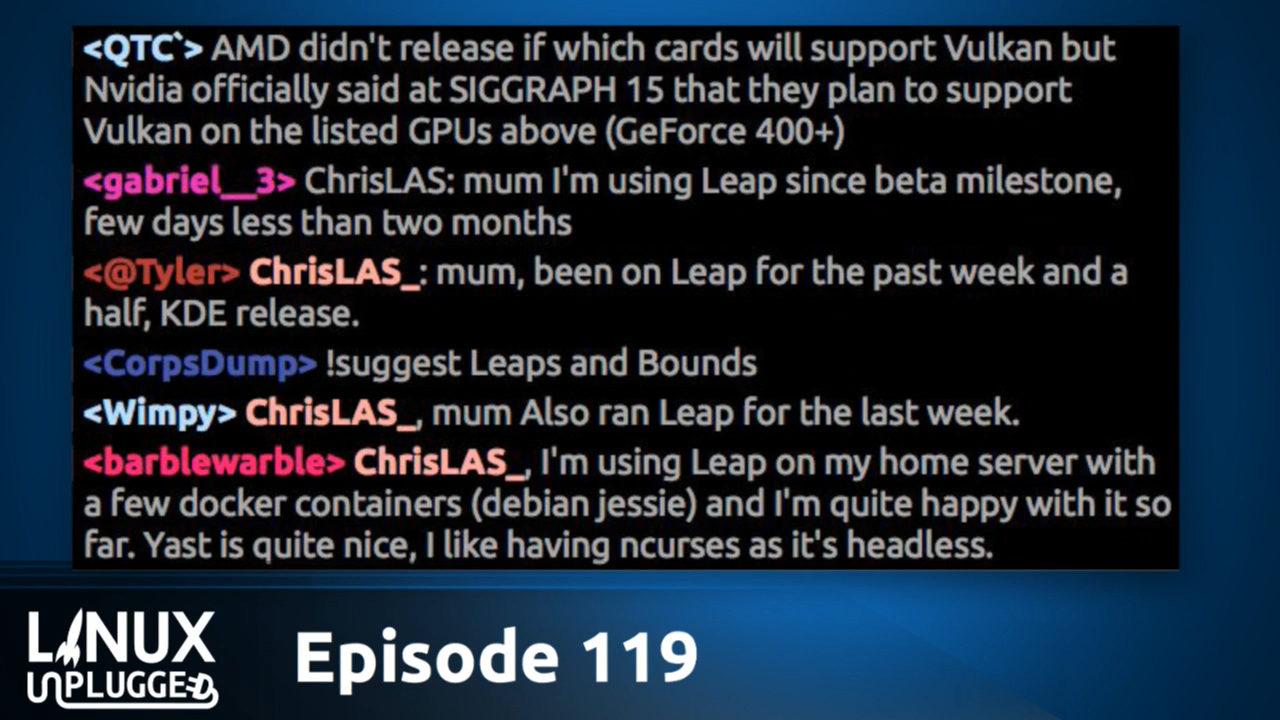 <QTC`> AMD didn't release if which cards will support Vulkan but
Nvidia officially said at SIGGRAPH 15 that they plan to support
Vulkan on the listed GPUs above (GeForce 400+)
<gabriel__3> ChrisLAS: mum I'm using Leap since beta milestone,
few days less than two months
<@Tyler> ChrisLAS_: mum, been on Leap for the past week and a
half, KDE release.
<CorpsDump> !suggest Leaps and Bounds
<Wimpy> ChrisLAS_, mum Also ran Leap for the last week.
<barblewarble> ChrisLAS_, I'm using Leap on my home server with
a few docker containers (debian jessie) and I'm quite happy with it so
far. Yast is quite nice, I like having ncurses as it's headless.
LINUX
UNPLUGGED
Episode 119